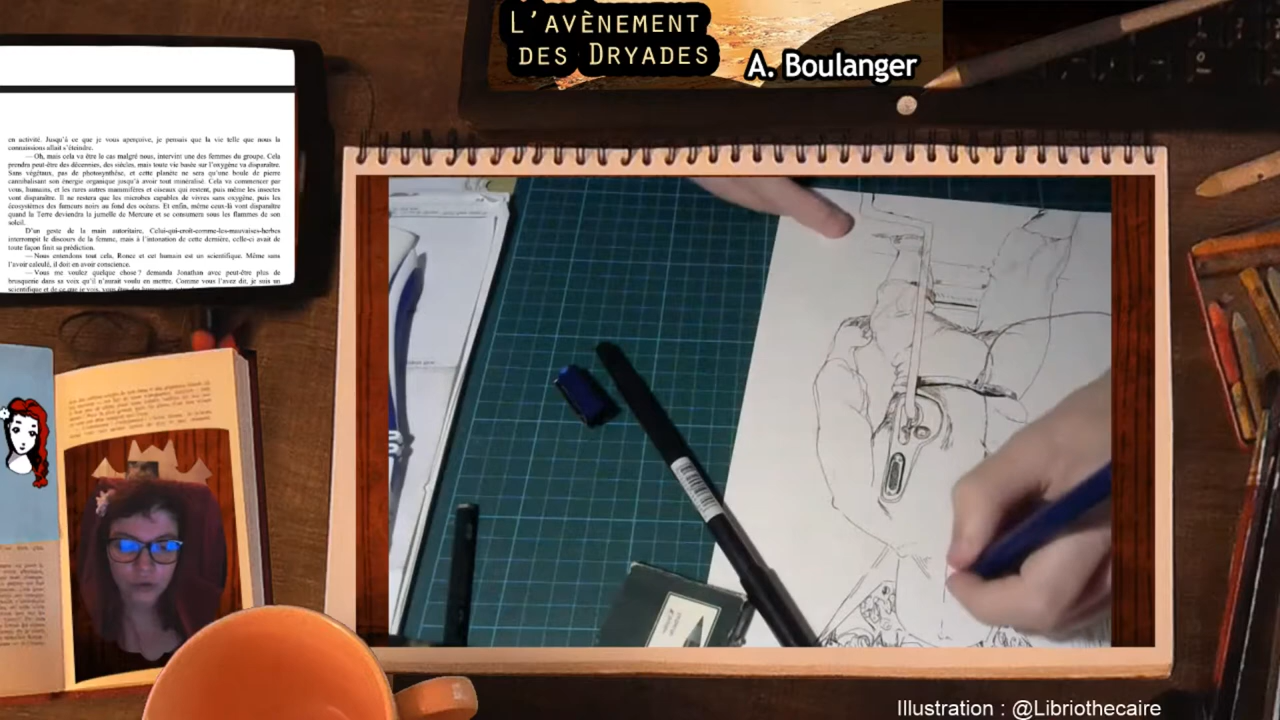 L'avènement
des Dryades
A. Boulanger
en activité. Jusqu'à ce que je vous aperçoive, je pensais que la vie telle que nous la
connaissions allait s'éteindre.
—Oh, mais cela va être le cas malgré nous, intervint une des femmes du groupe. Cela
prendra peut-être des décennies, des siècles, mais toute vie basée sur l'oxygène va disparaître.
Sans végétaux, pas de photosynthèse, et cette planète ne sera qu'une boule de pierre
cannibalisant son énergie organique jusqu'à avoir tout minéralisé. Cela va commencer par
vous, humains, et les rares autres mammifères et oiseaux qui restent, puis même les insectes
vont disparaître. Il ne restera que les microbes capables de vivres sans oxygène, puis les
écosystèmes des fumeurs noirs au fond des océans. Et enfin, même ceux-là vont disparaître
quand la Terre deviendra la jumelle de Mercure et se consumera sous les flammes de son
soleil.
D'un geste de la main autoritaire, Celui-qui-croît-comme-les-mauvaises-herbes
interrompit le discours de la femme, mais à l'intonation de cette dernière, celle-ci avait de
toute façon finit sa prédiction.
—Nous entendons tout cela, Ronce et cet humain est un scientifique. Même sans
l'avoir calculé, il doit en avoir conscience.
—Vous me voulez quelque chose ? demanda Jonathan avec peut-être plus de
brusquerie dans sa voix qu'il n'aurait voulu en mettre. Comme vous l'avez dit, je suis un
scientifique et de ce que je vois, vous
Illustration : @Libriothecaire